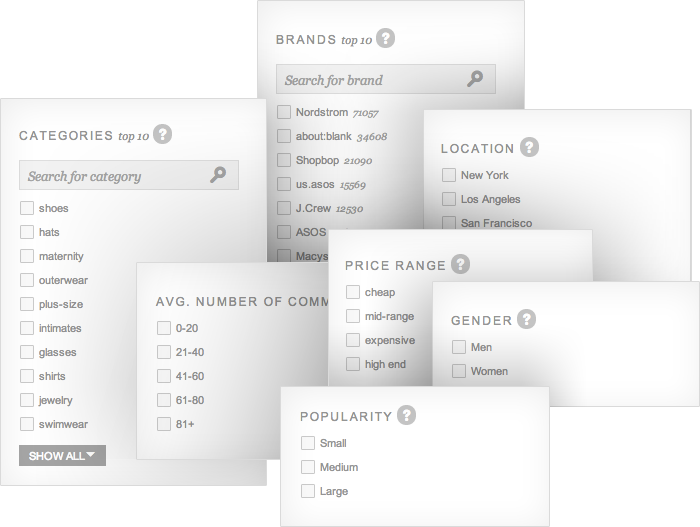 BRANDS top 10 ?
Search for brand
Nordstrom 71057
about:blank 34608
Shopbop 21090
us.asos 15569
J.Crew 12530
ASOS
Macys
CATEGORIES top 10 ?
Search for category
shoes
hats
maternity
outerwear
plus-size
intimates
glasses
shirts
jewelry
swimwear
SHOW ALL
LOCATION ?
New York
Los Angeles
San Francisco
PRICE RANGE ?
cheap
mid-range
expensive
high end
AVG. NUMBER OF COMM
0-20
21-40
41-60
61-80
81+
GENDER ?
Men
Women
POPULARITY ?
Small
Medium
Large